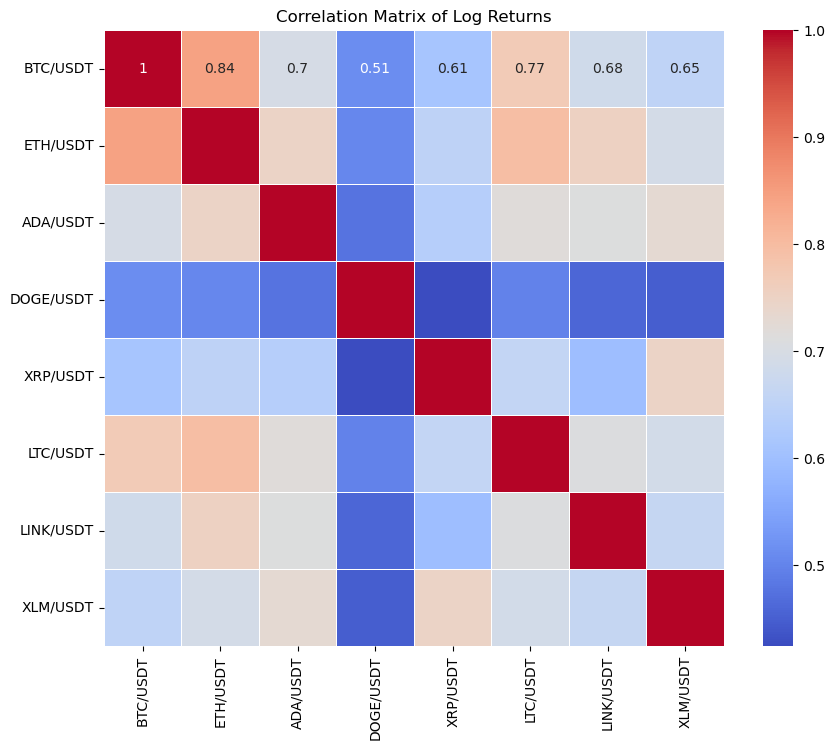 Correlation Matrix of Log Returns
BTC/USDT
1 0.84 0.7 0.51 0.61 0.77 0.68 0.65
ETH/USDT
ADA/USDT
DOGE/USDT
XRP/USDT
LTC/USDT
LINK/USDT
XLM/USDT
BTC/USDT
ETH/USDT
ADA/USDT
DOGE/USDT
XRP/USDT
LTC/USDT
LINK/USDT
XLM/USDT
1.0
0.9
0.8
0.7
0.6
0.5